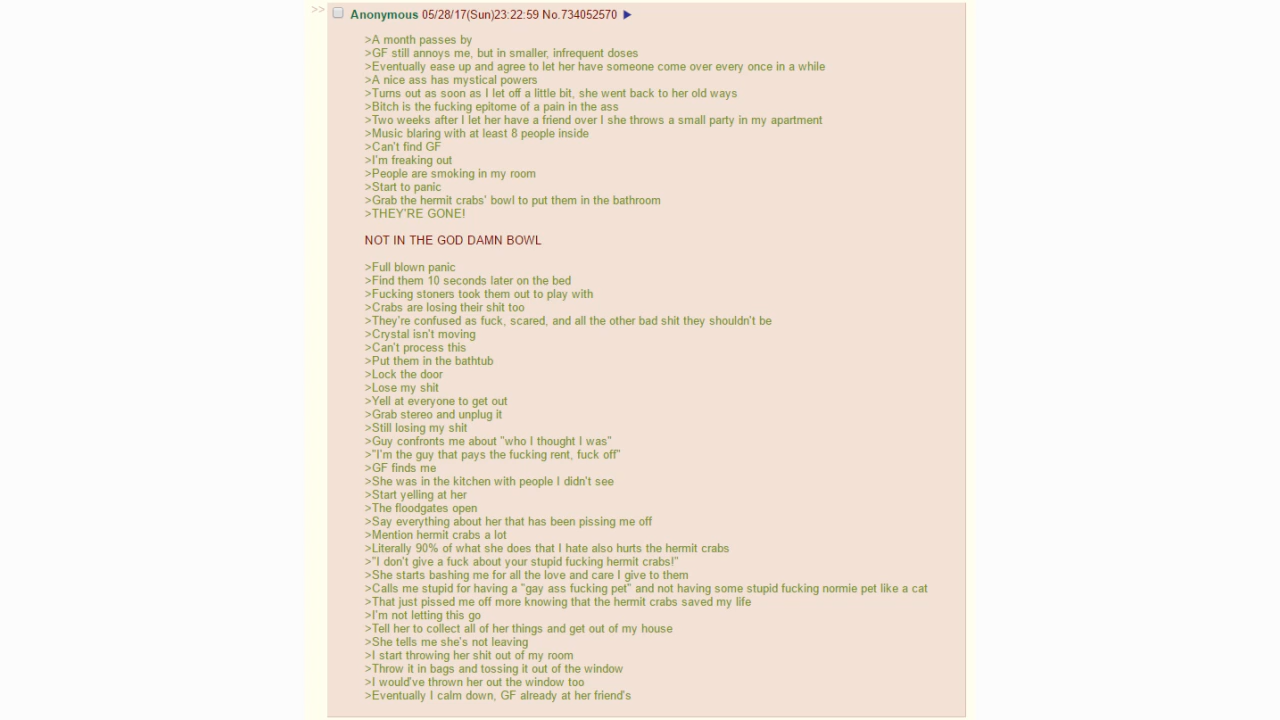 >> Anonymous 05/28/17(Sun)23:22:59 No.734052570 ▶
>A month passes by
>GF still annoys me, but in smaller, infrequent doses
>Eventually ease up and agree to let her have someone come over every once in a while
>A nice ass has mystical powers
>Turns out as soon as I let off a little bit, she went back to her old ways
>Bitch is the fucking epitome of a pain in the ass
>Two weeks after I let her have a friend over I she throws a small party in my apartment
>Music blaring with at least 8 people inside
>Can't find GF
>I'm freaking out
>People are smoking in my room
>Start to panic
>Grab the hermit crabs' bowl to put them in the bathroom
>THEY'RE GONE!
NOT IN THE GOD DAMN BOWL
>Full blown panic
>Find them 10 seconds later on the bed
>Fucking stoners took them out to play with
>Crabs are losing their shit too
>They're confused as fuck, scared, and all the other bad shit they shouldn't be
>Crystal isn't moving
>Can't process this
>Put them in the bathtub
>Lock the door
>Lose my shit
>Yell at everyone to get out
>Grab stereo and unplug it
>Still losing my shit
>Guy confronts me about "who I thought I was"
>"I'm the guy that pays the fucking rent, fuck off"
>GF finds me
>She was in the kitchen with people I didn't see
>Start yelling at her
>The floodgates open
>Say everything about her that has been pissing me off
>Mention hermit crabs a lot
>Literally 90% of what she does that I hate also hurts the hermit crabs
>"I don't give a fuck about your stupid fucking hermit crabs!"
>She starts bashing me for all the love and care I give to them
>Calls me stupid for having a "gay ass fucking pet" and not having some stupid fucking normie pet like a cat
>That just pissed me off more knowing that the hermit crabs saved my life
>I'm not letting this go
>Tell her to collect all of her things and get out of my house
>She tells me she's not leaving
>I start throwing her shit out of my room
>Throw it in bags and tossing it out of the window
>I would've thrown her out the window too
>Eventually I calm down, GF already at her friend's